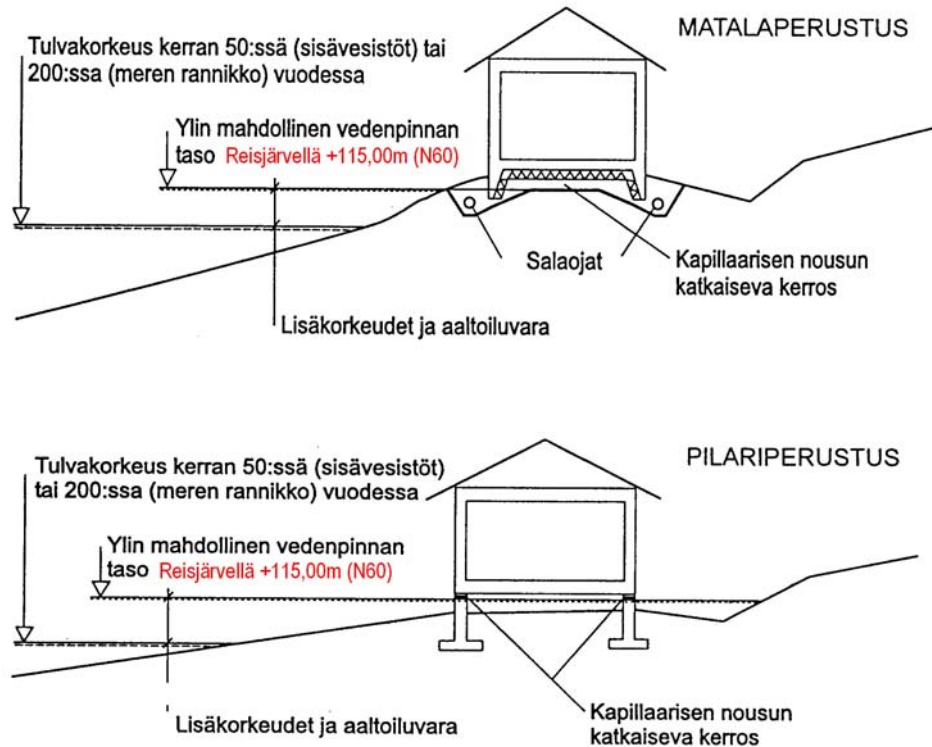 MATALAPERUSTUS
Tulvakorkeus kerran 50:ssä (sisävesistöt) tai
200:ssa (meren rannikko) vuodessa
Ylin mahdollinen vedenpinnan
taso Reisjärvellä +115,00m (N60)
Salaojat
Kapillaarisen nousun
katkaiseva kerros
Lisäkorkeudet ja aaltoiluvara
PILARIPERUSTUS
Tulvakorkeus kerran 50:ssä (sisävesistöt)
tai 200:ssa (meren rannikko) vuodessa
Ylin mahdollinen vedenpinnan
taso Reisjärvellä +115,00m (N60)
Lisäkorkeudet ja aaltoiluvara
Kapillaarisen nousun
katkaiseva kerros